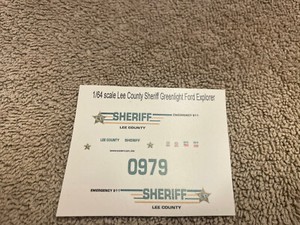 1/64 scale Lee County Sheriff Greenlight Ford Explorer
SHERIFF EMERGENCY 911
LEE COUNTY
LEE COUNTY SHERIFF
0979
EMERGENCY 911 SHERIFF
LEE COUNTY